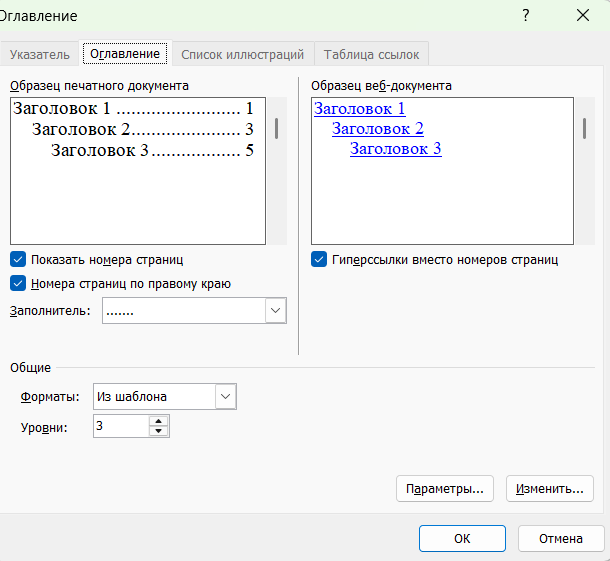 Оглавление ?
Указатель Оглавление Список иллюстраций Таблица ссылок
Образец печатного документа
Заголовок 1 ......................... 1
Заголовок 2...................... 3
Заголовок 3.................. 5
Показать номера страниц
Номера страниц по правому краю
Заполнитель: .......
Образец веб-документа
Заголовок 1
Заголовок 2
Заголовок 3
Гиперссылки вместо номеров страниц
Общие
Форматы: Из шаблона
Уровни: 3
Параметры... Изменить...
ОК Отмена